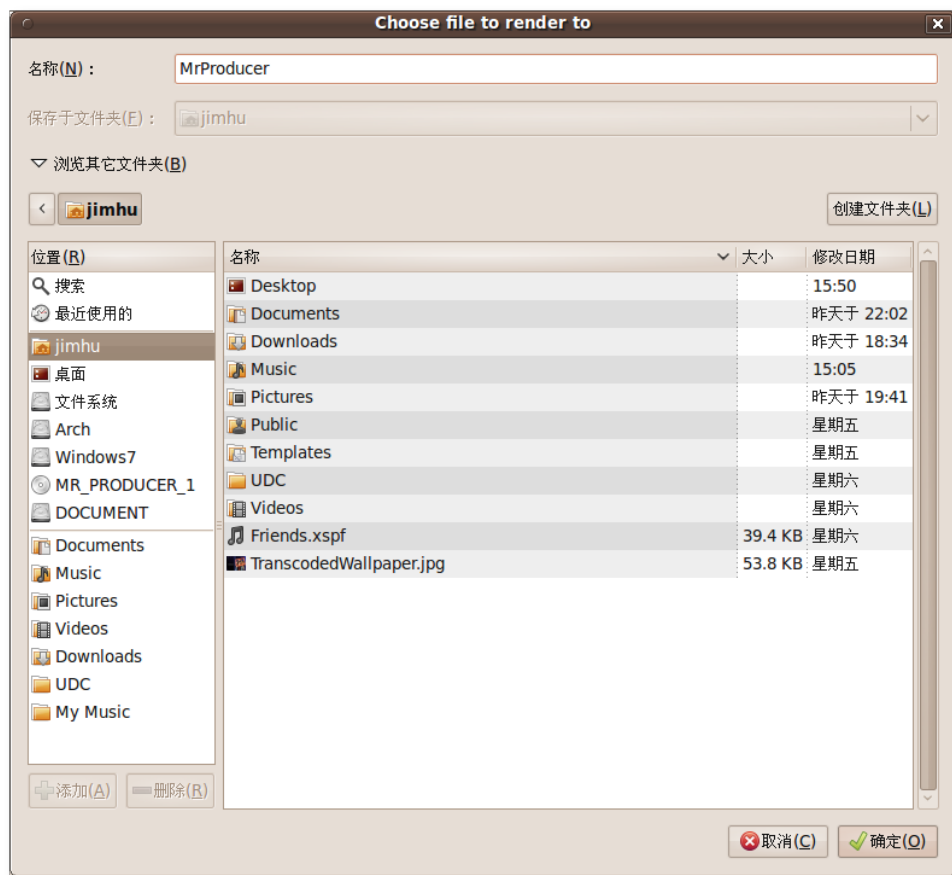 Choose file to render to
名称(N)：
MrProducer
保存于文件夹(F)：
jimhu
浏览其它文件夹(B)
jimhu
创建文件夹(L)
位置(R)
搜索
最近使用的
jimhu
桌面
文件系统
Arch
Windows7
MR_PRODUCER_1
DOCUMENT
Documents
Music
Pictures
Videos
Downloads
UDC
My Music
添加(A) 删除(R)
名称 大小 修改日期
Desktop 15:50
Documents 昨天于 22:02
Downloads 昨天于 18:34
Music 15:05
Pictures 昨天于 19:41
Public 星期五
Templates 星期五
UDC 星期六
Videos 星期六
Friends.xspf 39.4 KB 星期六
TranscodedWallpaper.jpg 53.8 KB 星期五
取消(C) 确定(O)